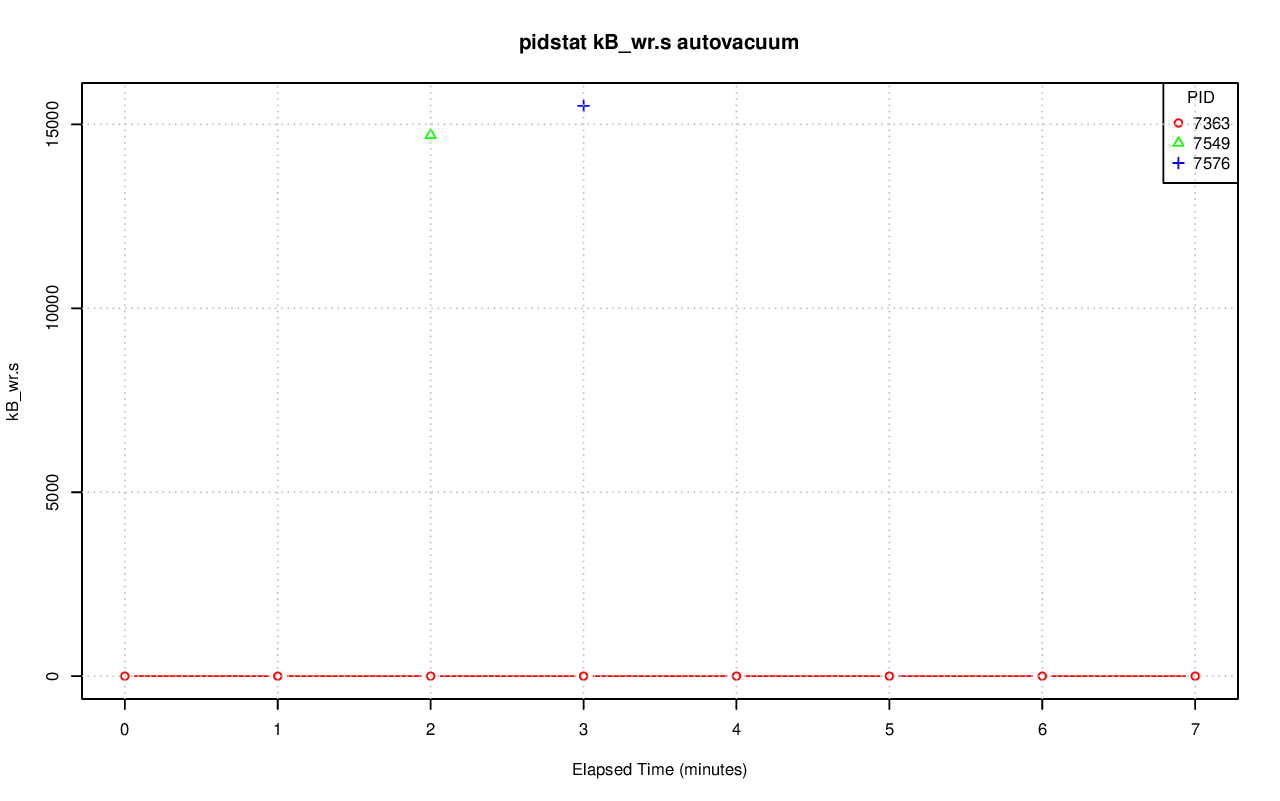 pidstat kB_wr.s autovacuum
PID
7363
7549
7576
15000
10000
5000
0
kB_wr.s
0 1 2 3 4 5 6 7
Elapsed Time (minutes)